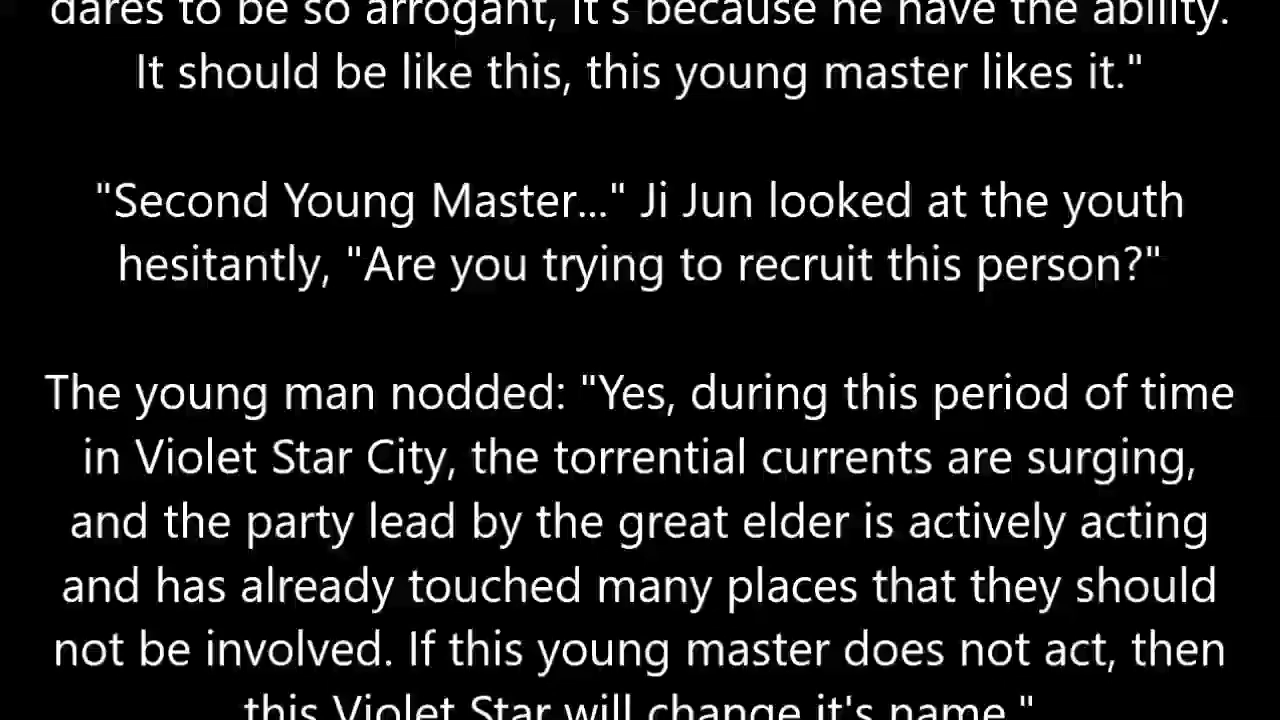 dares to be so arrogant, it's because he have the ability.
It should be like this, this young master likes it."
"Second Young Master..." Ji Jun looked at the youth
hesitantly, "Are you trying to recruit this person?"
The young man nodded: "Yes, during this period of time
in Violet Star City, the torrential currents are surging,
and the party lead by the great elder is actively acting
and has already touched many places that they should
not be involved. If this young master does not act, then
this Violet Star will change it's name."